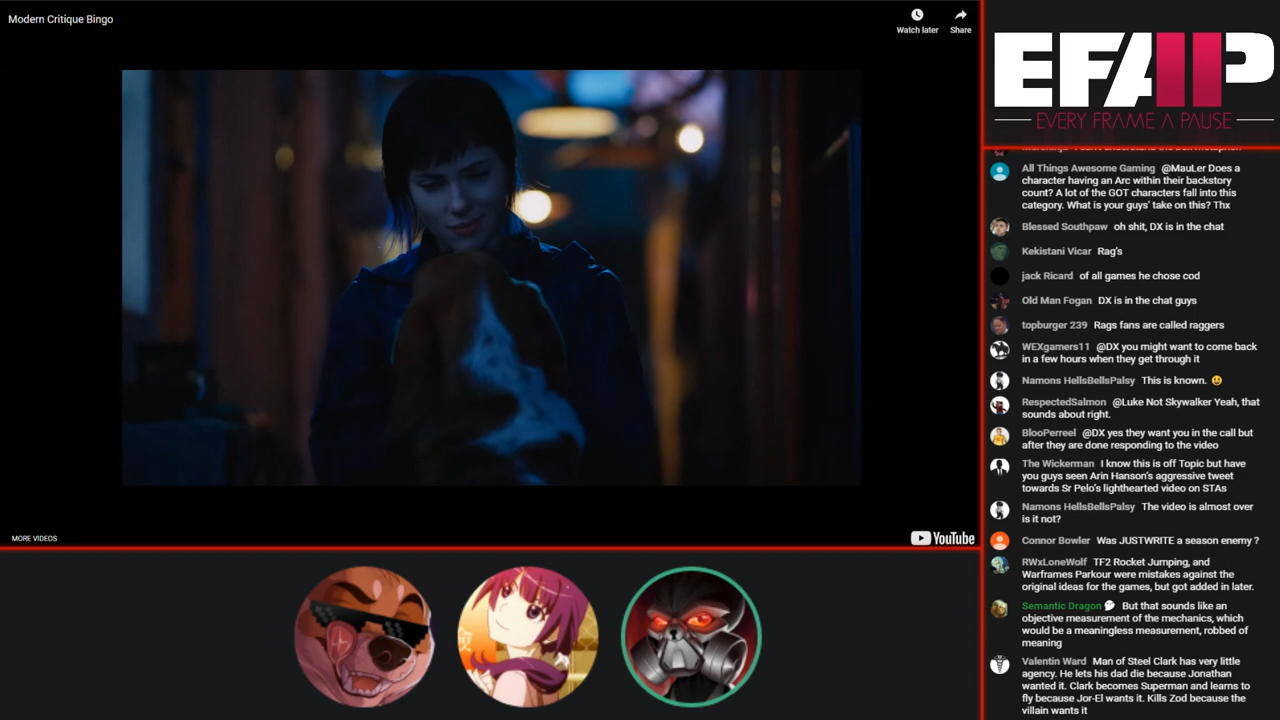 Modern Critique Bingo
Watch later
Share
MORE VIDEOS
YouTube
EFAP
EVERY FRAME A PAUSE
All Things Awesome Gaming @MauLer Does a
character having an Arc within their backstory
count? A lot of the GOT characters fall into this
category. What is your guys' take on this? Thx
Blessed Southpaw oh shit, DX is in the chat
Kekistani Vicar Rag's
jack Ricard of all games he chose cod
Old Man Fogan DX is in the chat guys
topburger 239 Rags fans are called raggers
WEXgamers11 @DX you might want to come back
in a few hours when they get through it
Namons HellsBellsPalsy This is known.
RespectedSalmon @Luke Not Skywalker Yeah, that
sounds about right.
BlooPerreel @DX yes they want you in the call but
after they are done responding to the video
The Wickerman I know this is off Topic but have
you guys seen Arin Hanson's aggressive tweet
towards Sr Pelo's lighthearted video on STAs
Namons HellsBellsPalsy The video is almost over
is it not?
Connor Bowler Was JUSTWRITE a season enemy ?
RWxLoneWolf TF2 Rocket Jumping, and
Warframes Parkour were mistakes against the
original ideas for the games, but got added in later.
Semantic Dragon But that sounds like an
objective measurement of the mechanics, which
would be a meaningless measurement, robbed of
meaning
Valentin Ward Man of Steel Clark has very little
agency. He lets his dad die because Jonathan
wanted it. Clark becomes Superman and learns to
fly because Jor-El wants it. Kills Zod because the
villain wants it